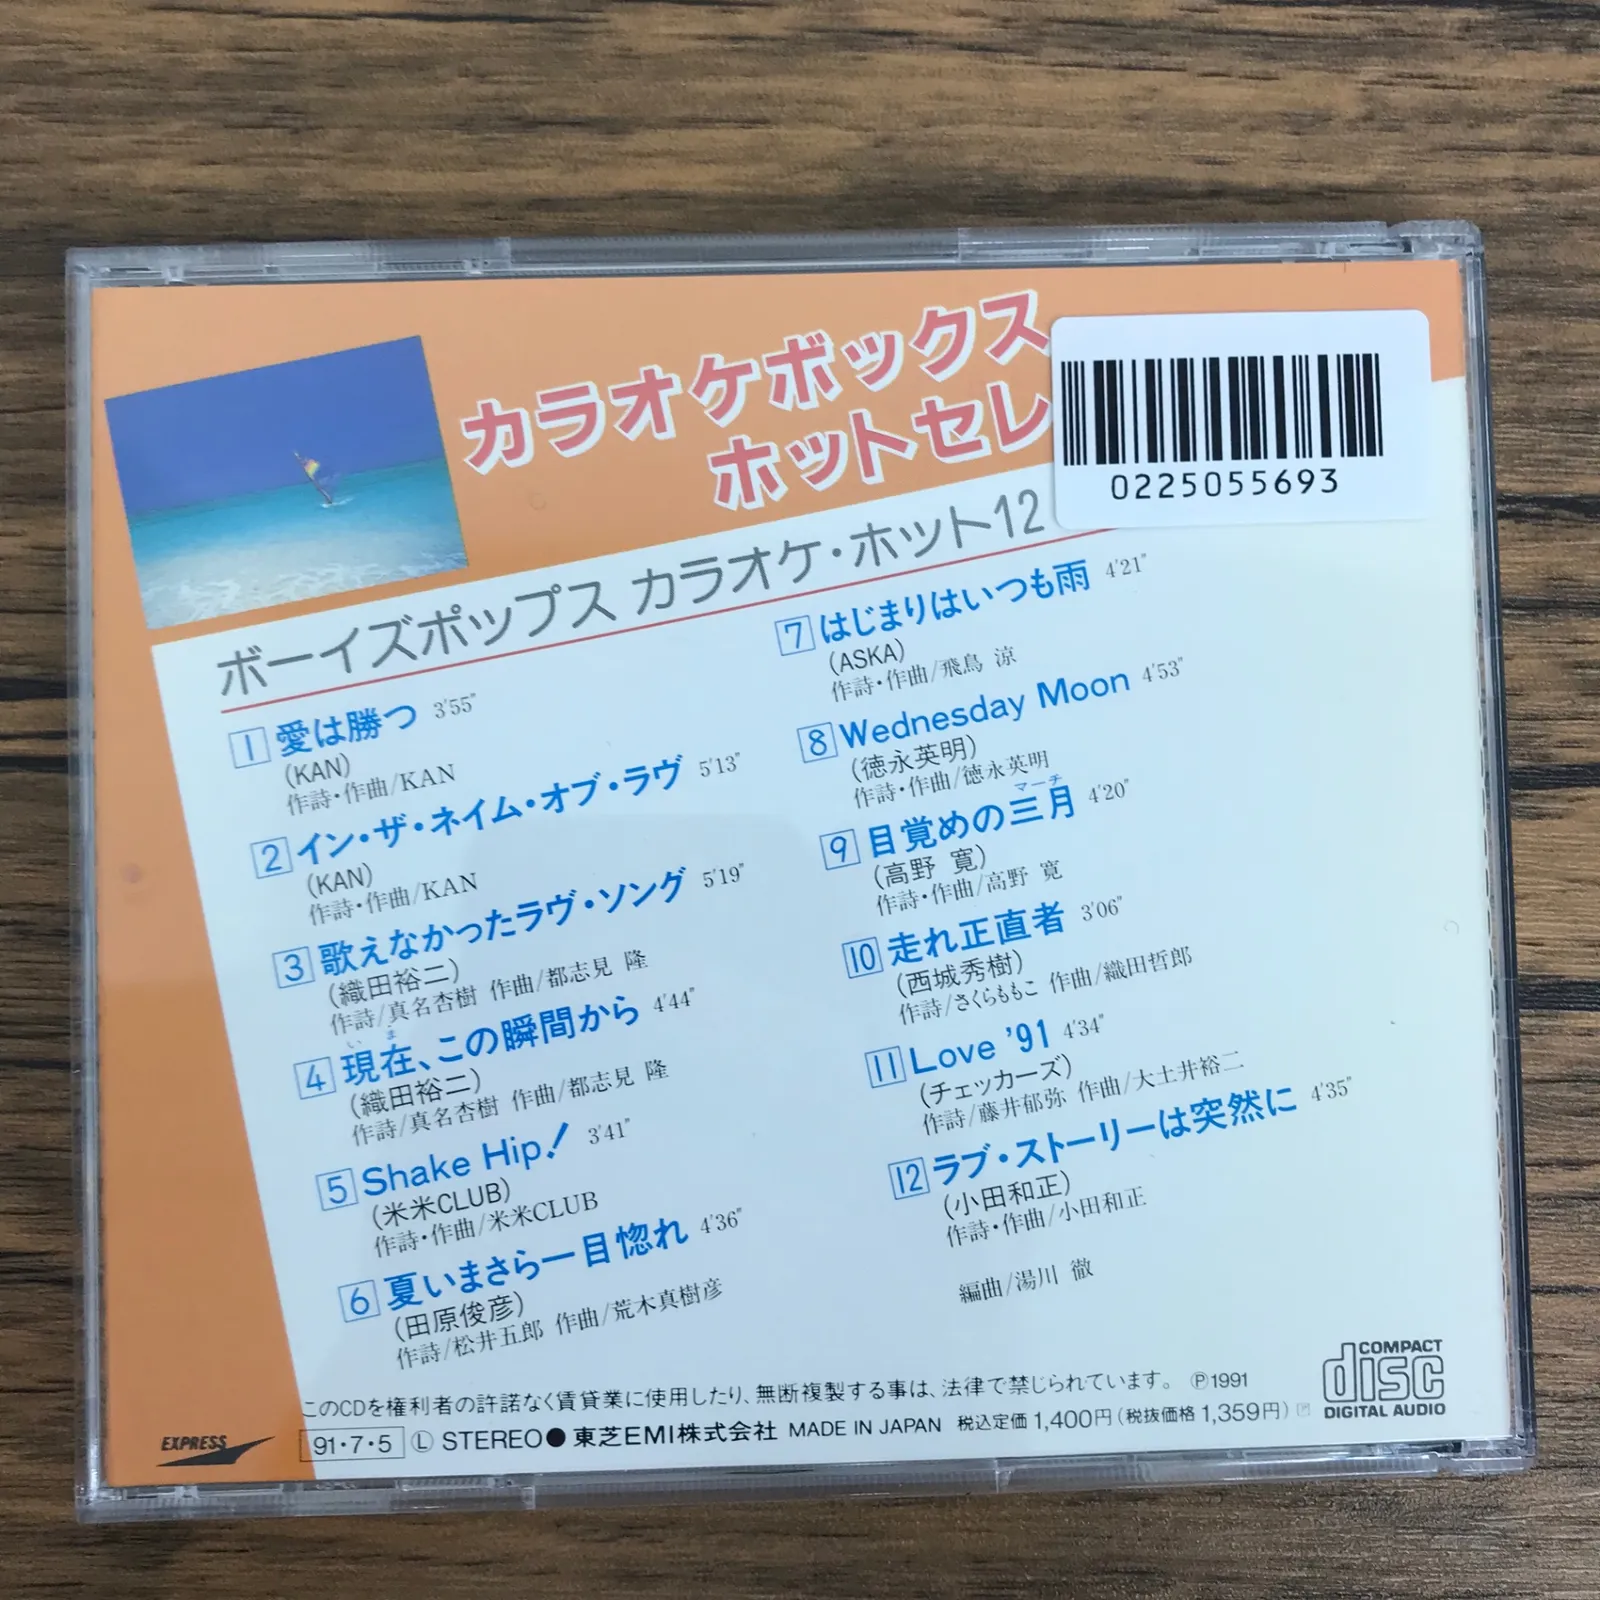 カラオケボックス
ホットセレ
0225055693
ボーイズポップス カラオケ・ホット12
1 愛は勝つ 3'55"
(KAN)
作詩・作曲/KAN
2 イン・ザ・ネイム・オブ・ラヴ 5'13"
(KAN)
作詩・作曲/KAN
3 歌えなかったラヴ・ソング 5'19"
(織田裕二)
作詩/真名杏樹 作曲/都志見 隆
いま
4 現在、この瞬間から 4'44"
(織田裕二)
作詩/真名杏樹 作曲/都志見 隆
5 Shake Hip! 3'41"
(米米CLUB)
作詩・作曲/米米CLUB
6 夏いまさら一目惚れ 4'36"
(田原俊彦)
作詩/松井五郎 作曲/荒木真樹彦
7 はじまりはいつも雨 4'21"
(ASKA)
作詩・作曲/飛鳥 涼
8 Wednesday Moon 4'53"
(徳永英明)
作詩・作曲/徳永英明
マーチ
9 目覚めの三月 4'20"
(高野 寛)
作詩・作曲/高野 寛
10 走れ正直者 3'06"
(西城秀樹)
作詩/さくらももこ 作曲/織田哲郎
11 Love '91 4'34"
(チェッカーズ)
作詩/藤井郁弥 作曲/大土井裕二
12 ラブ・ストーリーは突然に 4'35"
(小田和正)
作詩・作曲/小田和正
編曲/湯川 徹
このCDを権利者の許諾なく賃貸業に使用したり、無断複製する事は、法律で禁じられています。 Ⓟ1991
EXPRESS
91・7・5 Ⓛ STEREO●東芝EMI株式会社 MADE IN JAPAN 税込定価1,400円(税抜価格1,359円)
COMPACT
disc
DIGITAL AUDIO